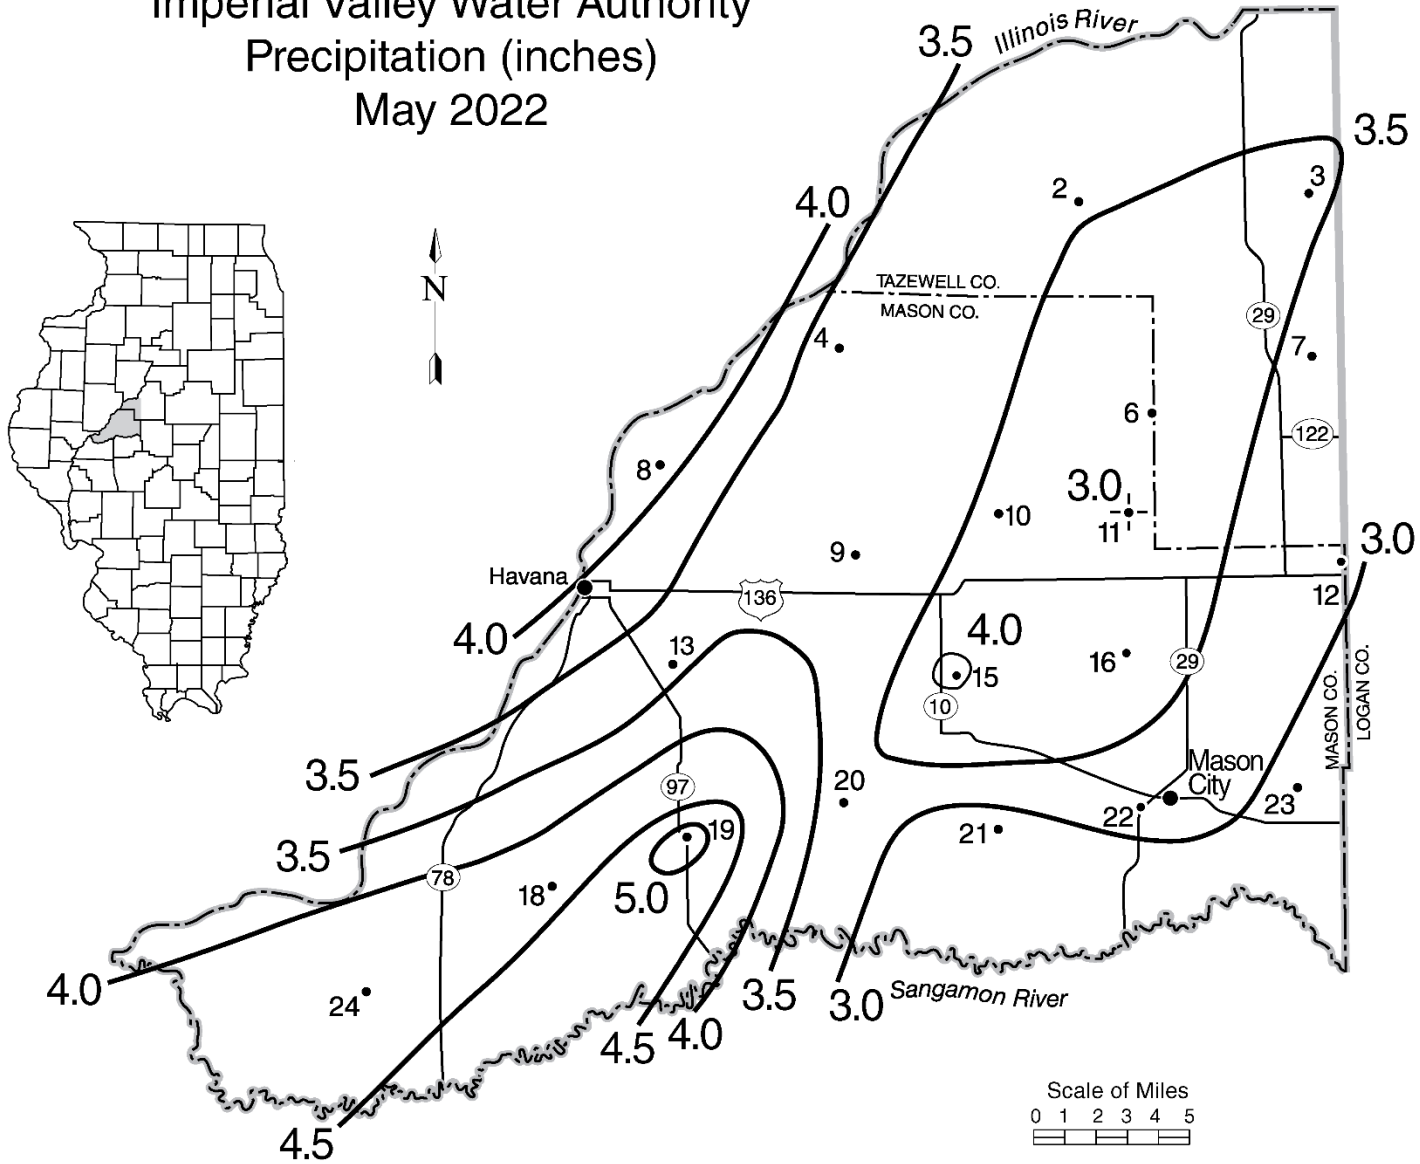 Imperial Valley Water Authority
Precipitation (inches)
May 2022
3.5
Illinois River
3.5
4.0
2
3
N
TAZEWELL CO.
MASON CO.
29
4
7
6
122
8
3.0
10
11
9
3.0
Havana
136
12
4.0
4.0
13
16
29
15
10
MASON CO.
LOGAN CO.
3.5
Mason
City
97
20
23
22
19
21
3.5
78
18
5.0
4.0
24
3.5
3.0
Sangamon River
4.5
4.0
4.5
Scale of Miles
0 1 2 3 4 5